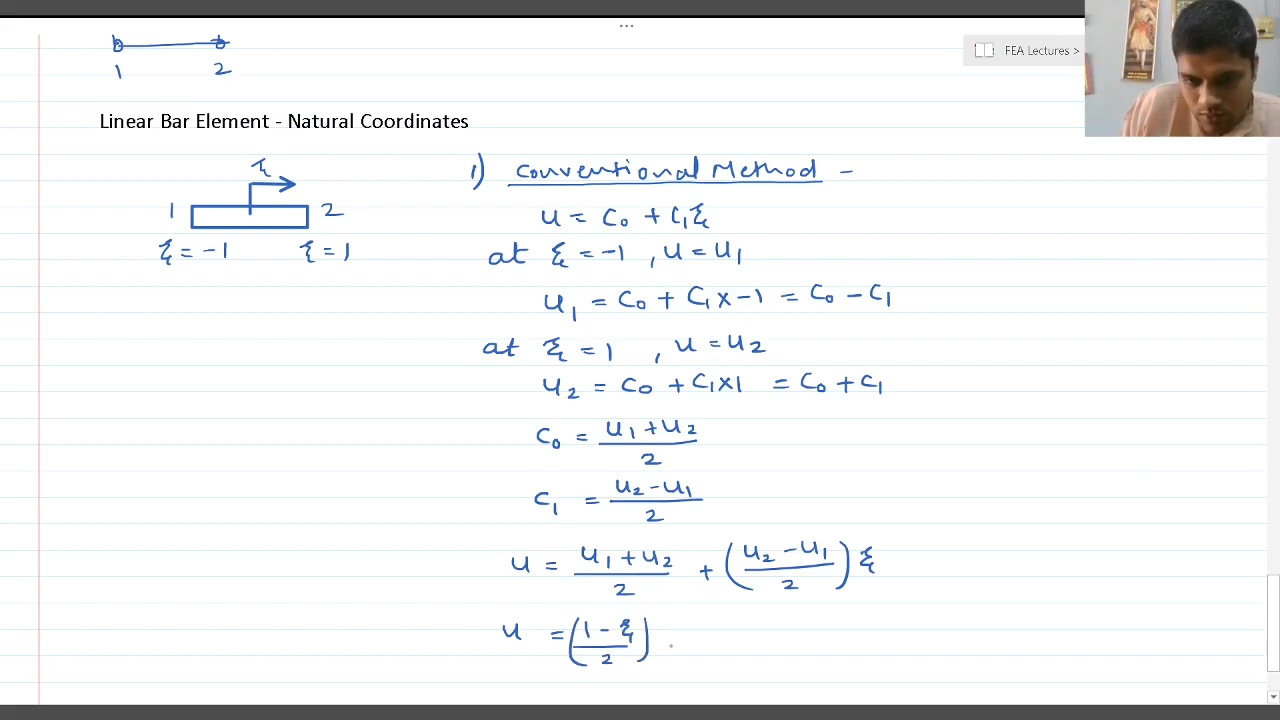 FEA Lectures >
1 2
Linear Bar Element - Natural Coordinates
ξ
1 2
ξ = -1 ξ = 1
1) Conventional Method -
u = C₀ + C₁ξ
at ξ = -1 , u = u₁
u₁ = C₀ + C₁ x -1 = C₀ - C₁
at ξ = 1 , u = u₂
u₂ = C₀ + C₁x1 = C₀ + C₁
C₀ = (u₁ + u₂)/2
C₁ = (u₂ - u₁)/2
u = (u₁ + u₂)/2 + ((u₂ - u₁)/2) ξ
u = ((1 - ξ)/2)